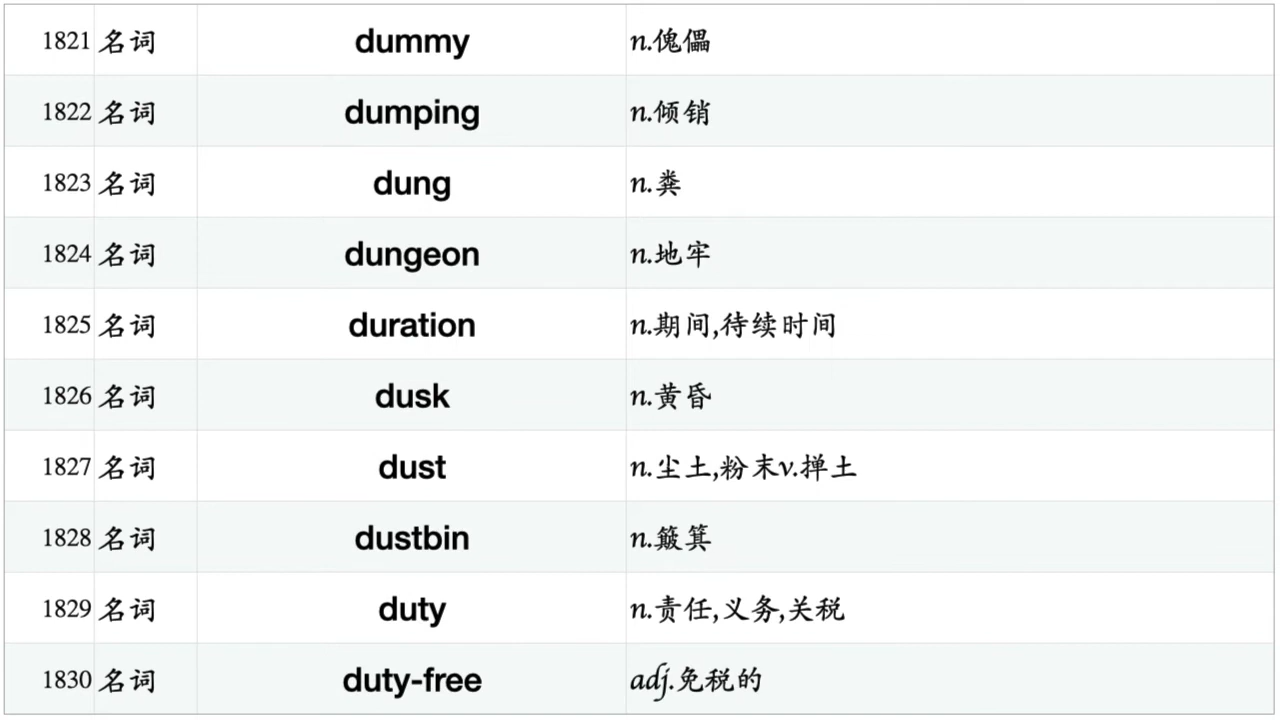 1821 名词 dummy n.傀儡
1822 名词 dumping n.倾销
1823 名词 dung n.粪
1824 名词 dungeon n.地牢
1825 名词 duration n.期间,待续时间
1826 名词 dusk n.黄昏
1827 名词 dust n.尘土,粉末v.掸土
1828 名词 dustbin n.簸箕
1829 名词 duty n.责任,义务,关税
1830 名词 duty-free adj.免税的